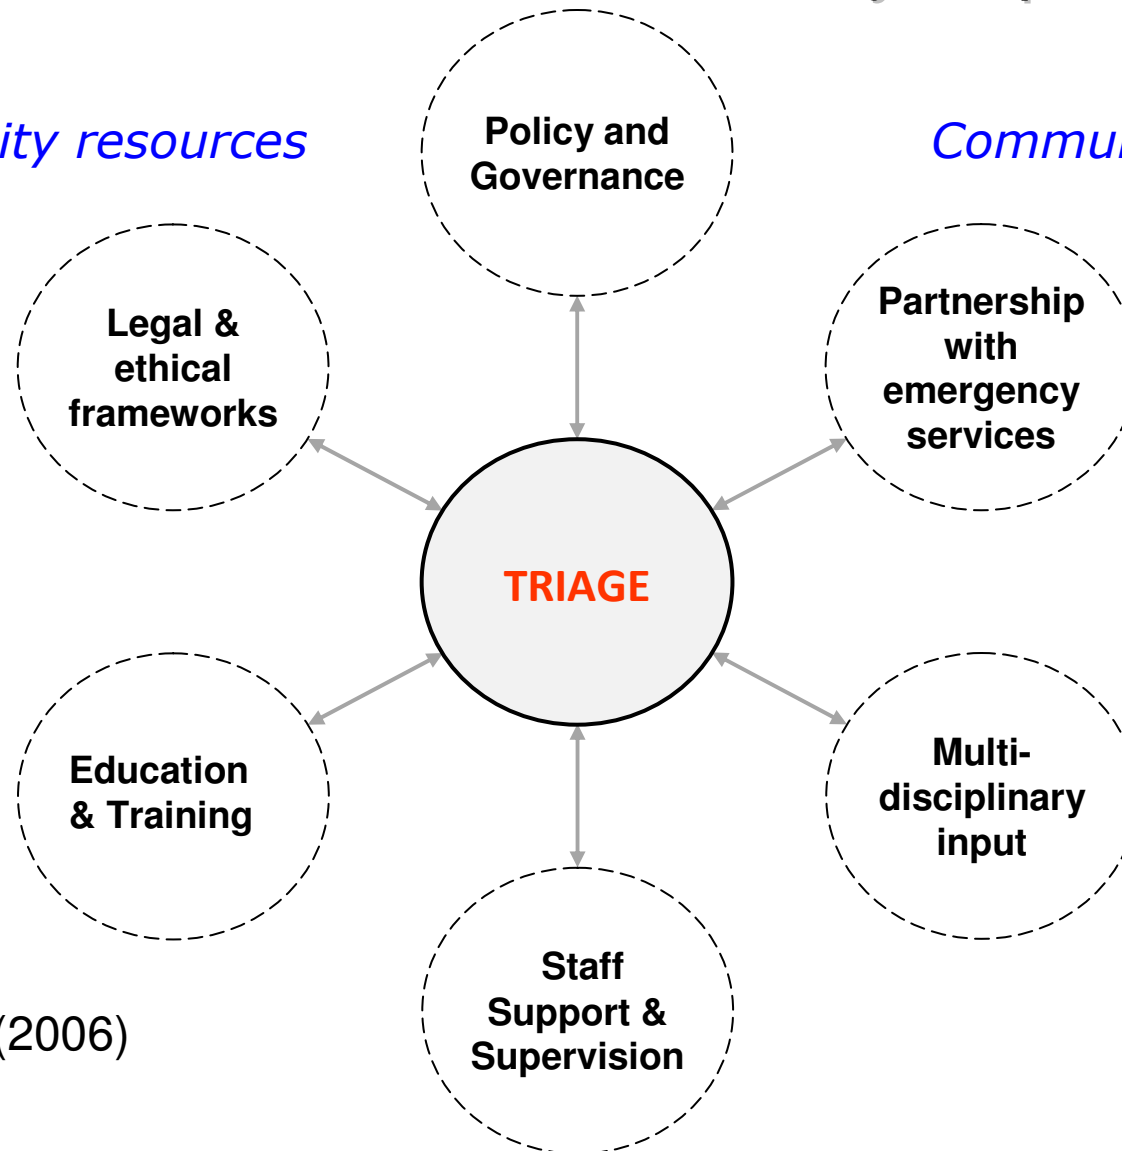 ity resources
Commu
Policy and
Governance
Legal &
ethical
frameworks
Partnership
with
emergency
services
TRIAGE
Education
& Training
Multi-
disciplinary
input
Staff
Support &
Supervision
(2006)